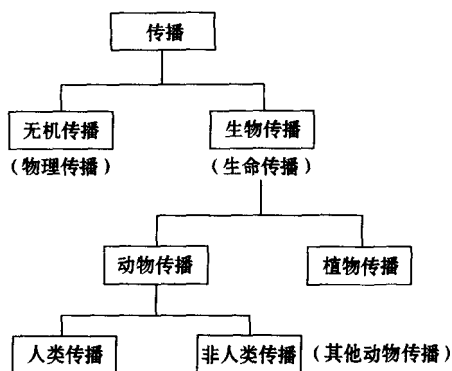 传播
无机传播 生物传播
(物理传播) (生命传播)
动物传播 植物传播
人类传播 非人类传播 (其他动物传播)